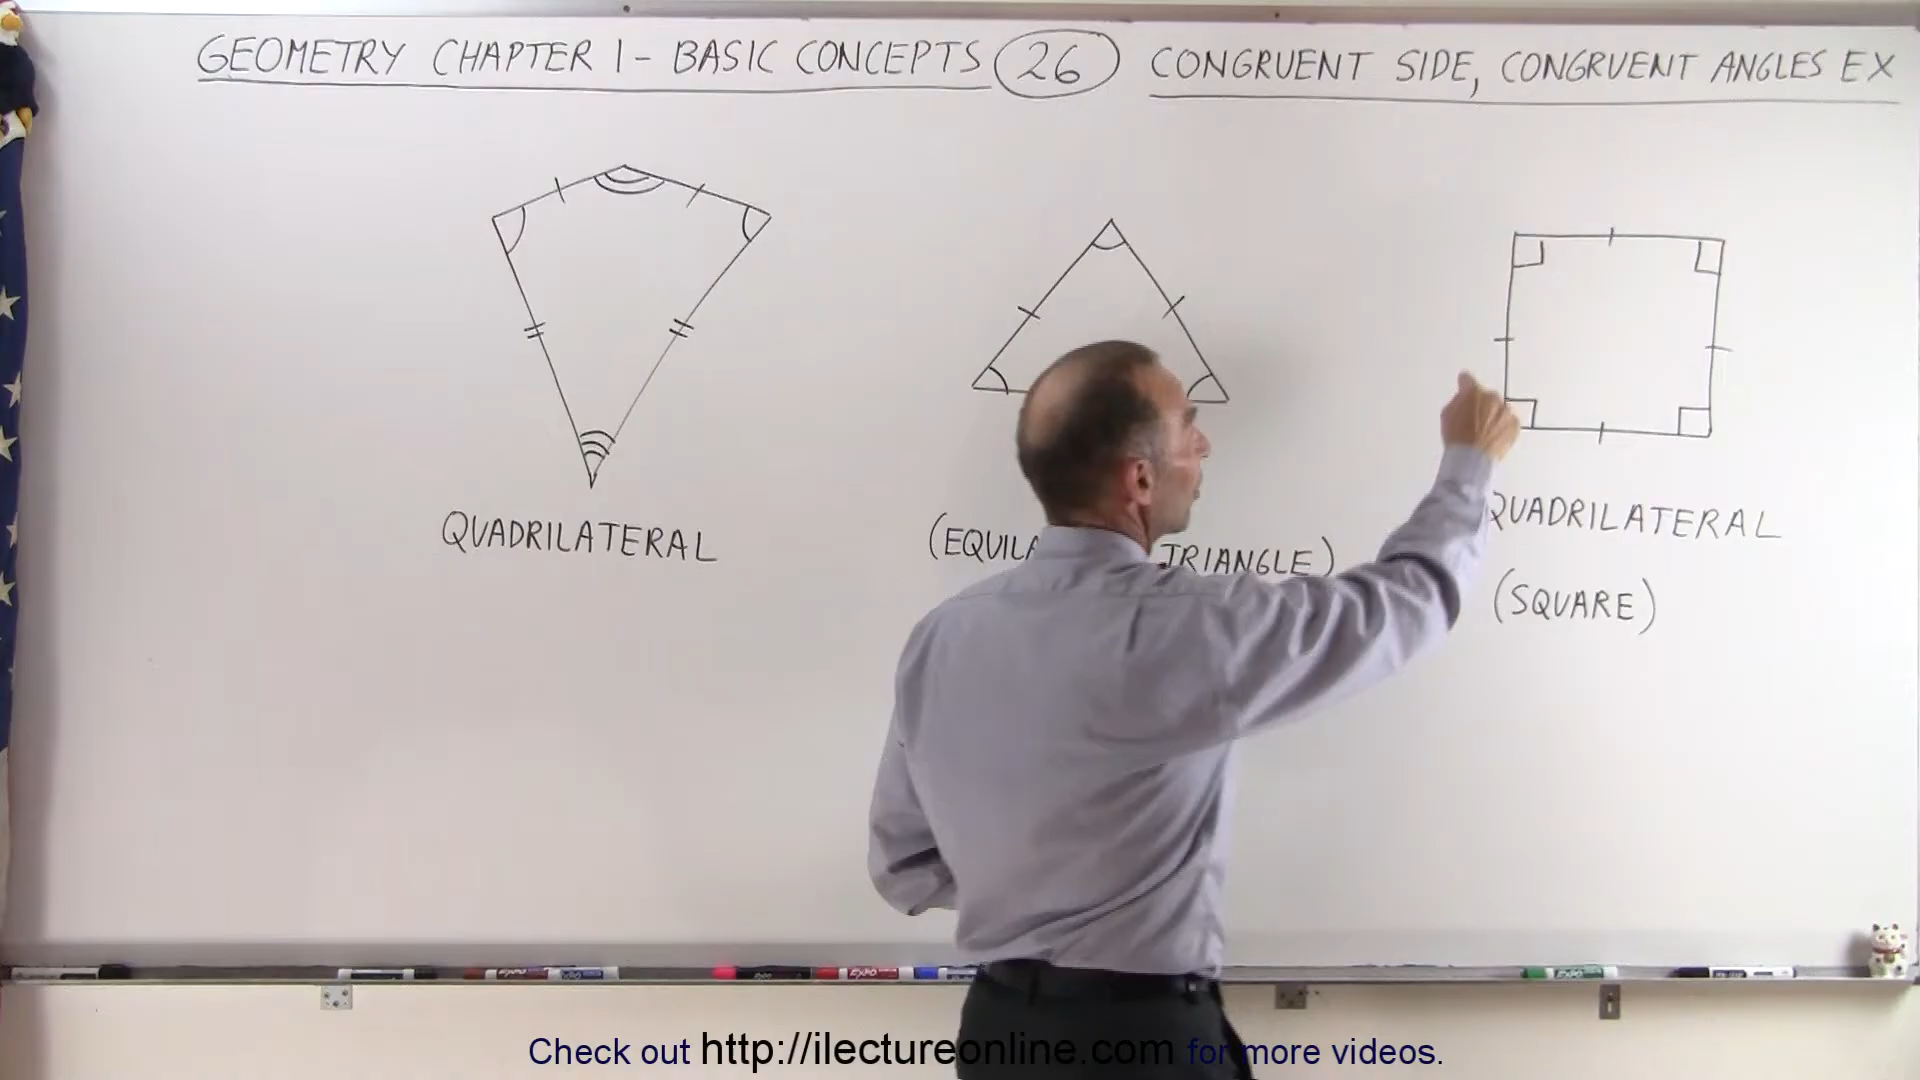 GEOMETRY CHAPTER 1 - BASIC CONCEPTS 26 CONGRUENT SIDE, CONGRUENT ANGLES EX
QUADRILATERAL
TRIANGLE)
QUADRILATERAL
(SQUARE)
Check out http://ilectureonline.com for more videos.